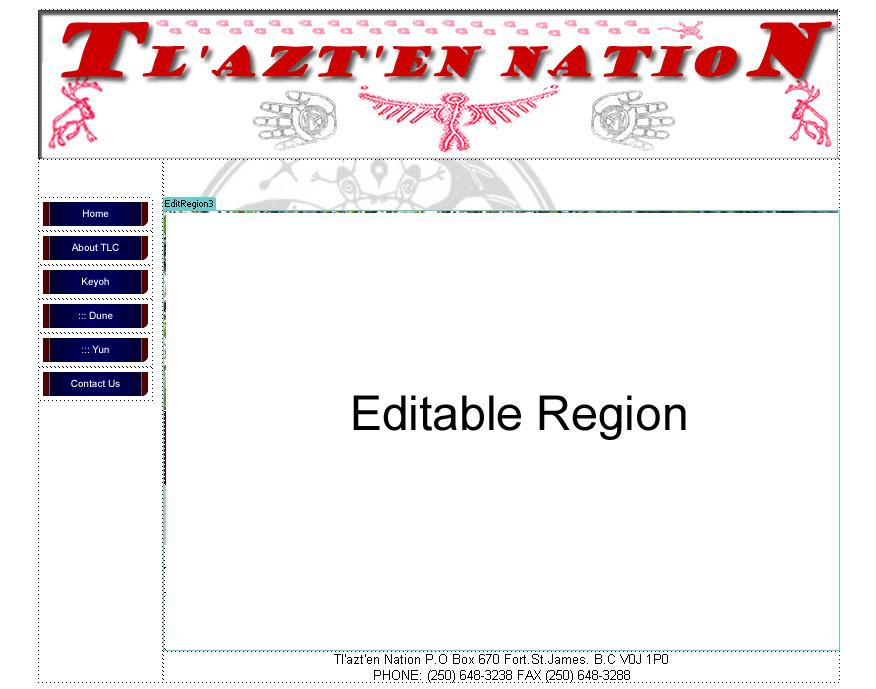 TL'AZT'EN NATION
EditRegion3
Home
About TLC
Keyoh
::: Dune
::: Yun
Contact Us
Editable Region
Tl'azt'en Nation P.O Box 670 Fort.St.James. B.C V0J 1P0
PHONE: (250) 648-3238 FAX (250) 648-3288